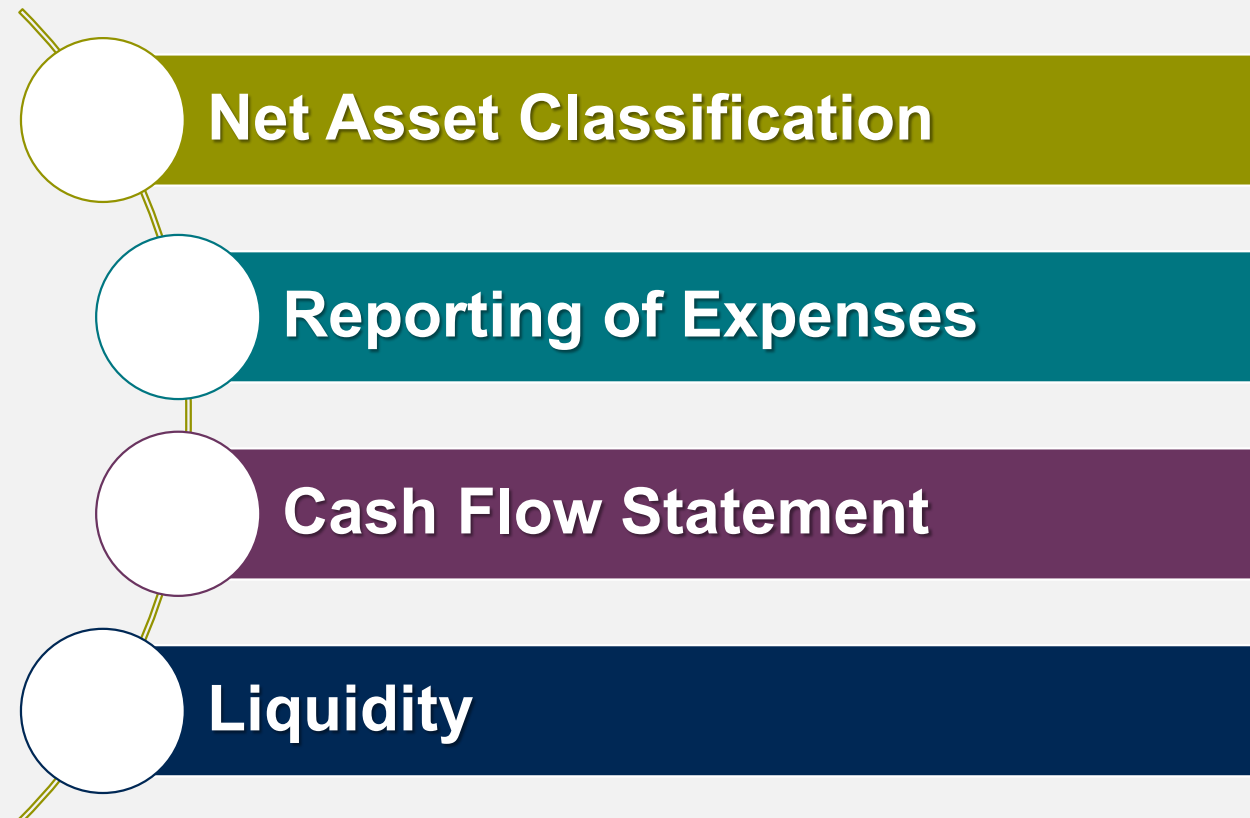 Net Asset Classification
Reporting of Expenses
Cash Flow Statement
Liquidity